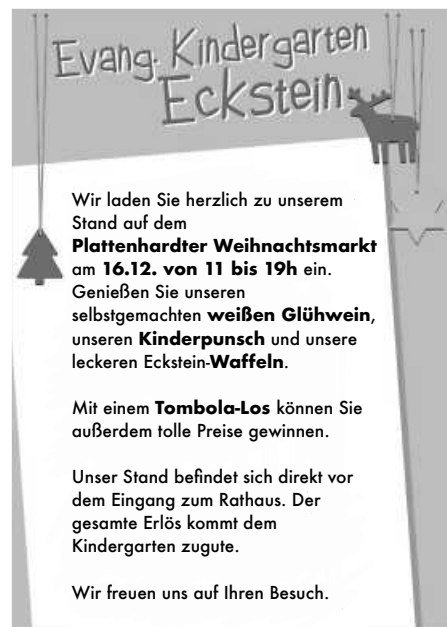 Evang. Kindergarten
Eckstein
Wir laden Sie herzlich zu unserem
Stand auf dem
Plattenhardter Weihnachtsmarkt
am 16.12. von 11 bis 19h ein.
Genießen Sie unseren
selbstgemachten weißen Glühwein,
unseren Kinderpunsch und unsere
leckeren Eckstein-Waffeln.
Mit einem Tombola-Los können Sie
außerdem tolle Preise gewinnen.
Unser Stand befindet sich direkt vor
dem Eingang zum Rathaus. Der
gesamte Erlös kommt dem
Kindergarten zugute.
Wir freuen uns auf Ihren Besuch.